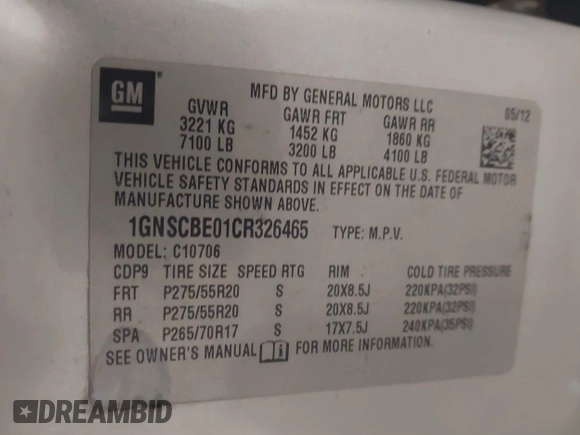 GM ®
MFD BY GENERAL MOTORS LLC
05/12
GVWR GAWR FRT GAWR RR
3221 KG 1452 KG 1860 KG
7100 LB 3200 LB 4100 LB
THIS VEHICLE CONFORMS TO ALL APPLICABLE U.S. FEDERAL MOTOR
VEHICLE SAFETY STANDARDS IN EFFECT ON THE DATE OF
MANUFACTURE SHOWN ABOVE.
1GNSCBE01CR326465 TYPE: M.P.V.
MODEL: C10706
CDP9 TIRE SIZE SPEED RTG RIM COLD TIRE PRESSURE
FRT P275/55R20 S 20X8.5J 220KPA(32PSI)
RR P275/55R20 S 20X8.5J 220KPA(32PSI)
SPA P265/70R17 S 17X7.5J 240KPA(35PSI)
SEE OWNER'S MANUAL FOR MORE INFORMATION.
DREAMBID